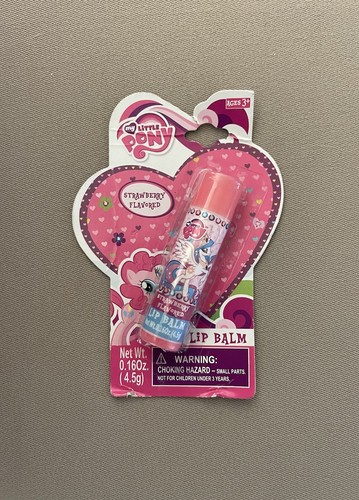 AGES 3+
my LITTLE
PONY
STRAWBERRY
FLAVORED
STRAWBERRY
FLAVORED
LIP BALM
LIP BALM
Net Wt.
0.16Oz.
(4.5g)
WARNING:
CHOKING HAZARD – SMALL PARTS.
NOT FOR CHILDREN UNDER 3 YEARS.